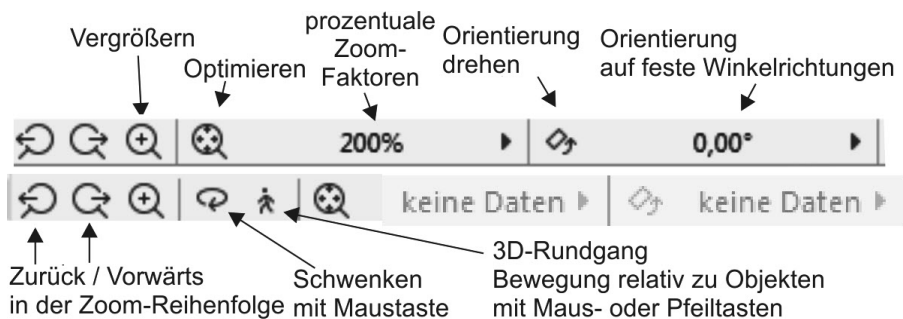 Vergrößern
Optimieren
prozentuale
Zoom-
Faktoren
Orientierung
drehen
Orientierung
auf feste Winkelrichtungen
200%
0,00°
keine Daten
keine Daten
Zurück / Vorwärts
in der Zoom-Reihenfolge
Schwenken
mit Maustaste
3D-Rundgang
Bewegung relativ zu Objekten
mit Maus- oder Pfeiltasten